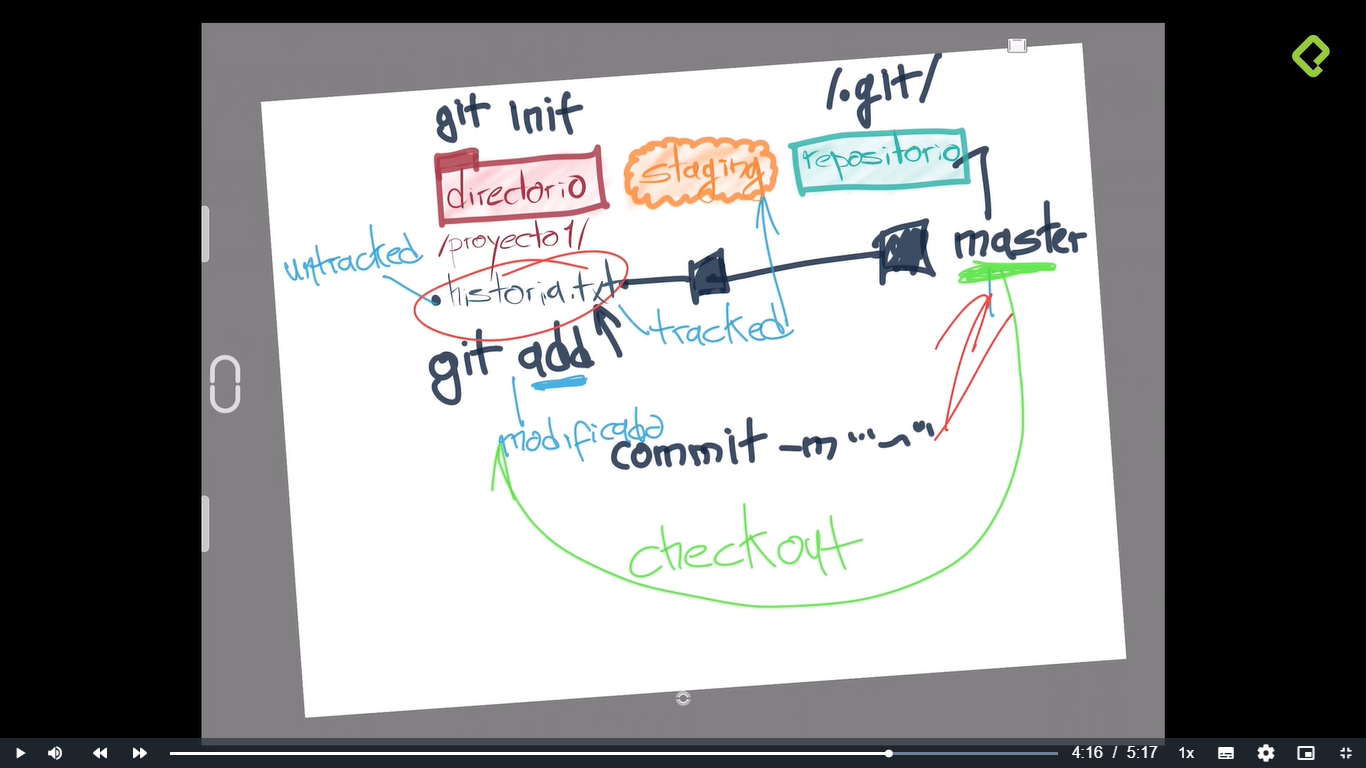 git init
/.git/
directorio
staging
repositorio
/proyecto1/
master
untracked
.historia.txt
tracked
git add
modificado
commit -m "~"
checkout
4:16 / 5:17
1x